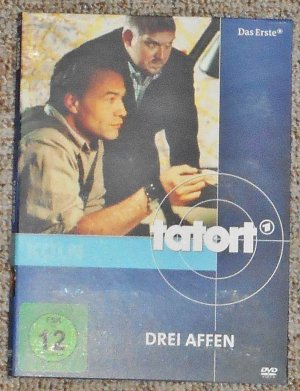 Das Erste
tatort
KÖLN
FSK
12
DREI AFFEN
DVD